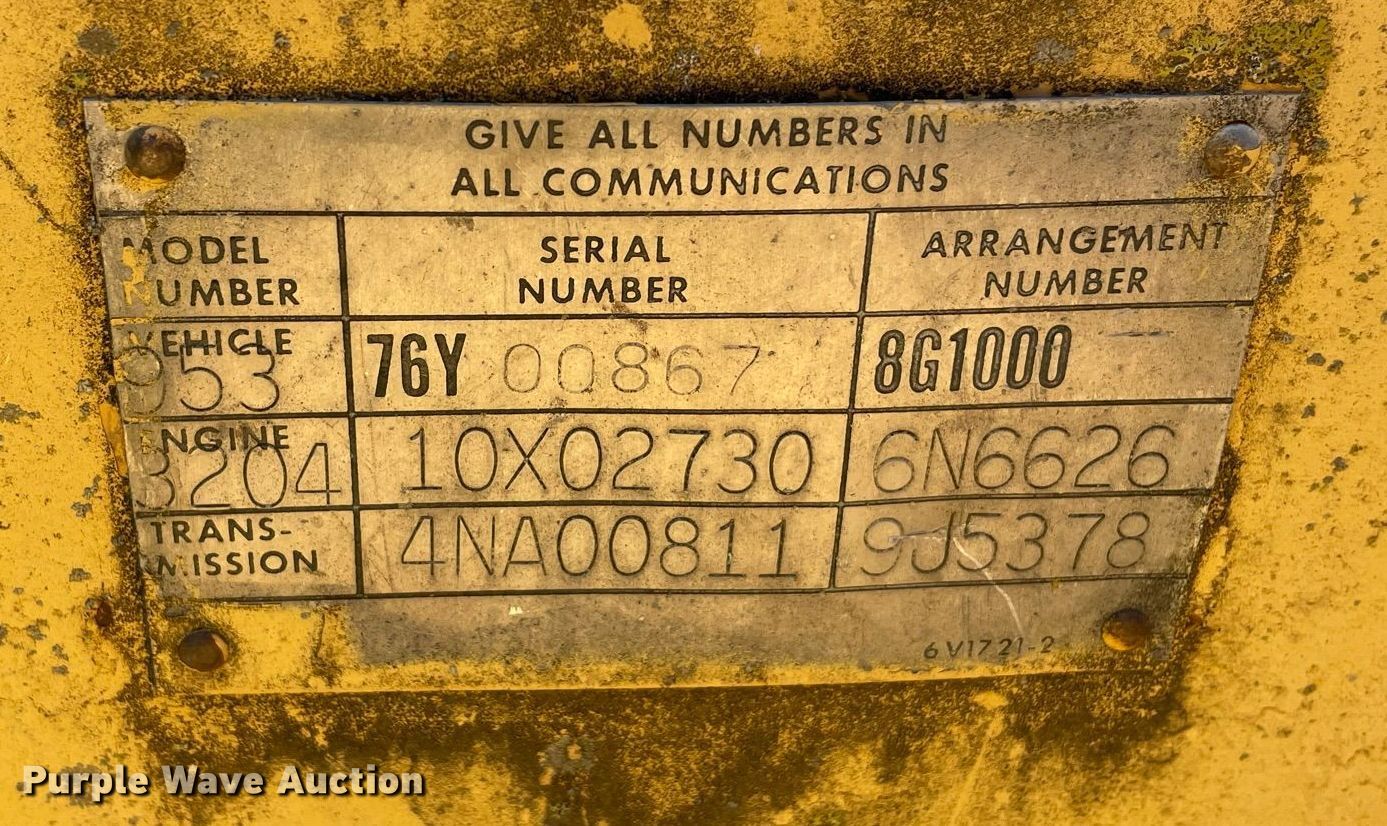 GIVE ALL NUMBERS IN
ALL COMMUNICATIONS
MODEL NUMBER
SERIAL NUMBER
ARRANGEMENT NUMBER
VEHICLE 953 76Y 00867 8G1000
ENGINE 3204 10X02730 6N6626
TRANS-
MISSION 4NA00811 9J5378
6V1721-2
Purple Wave Auction